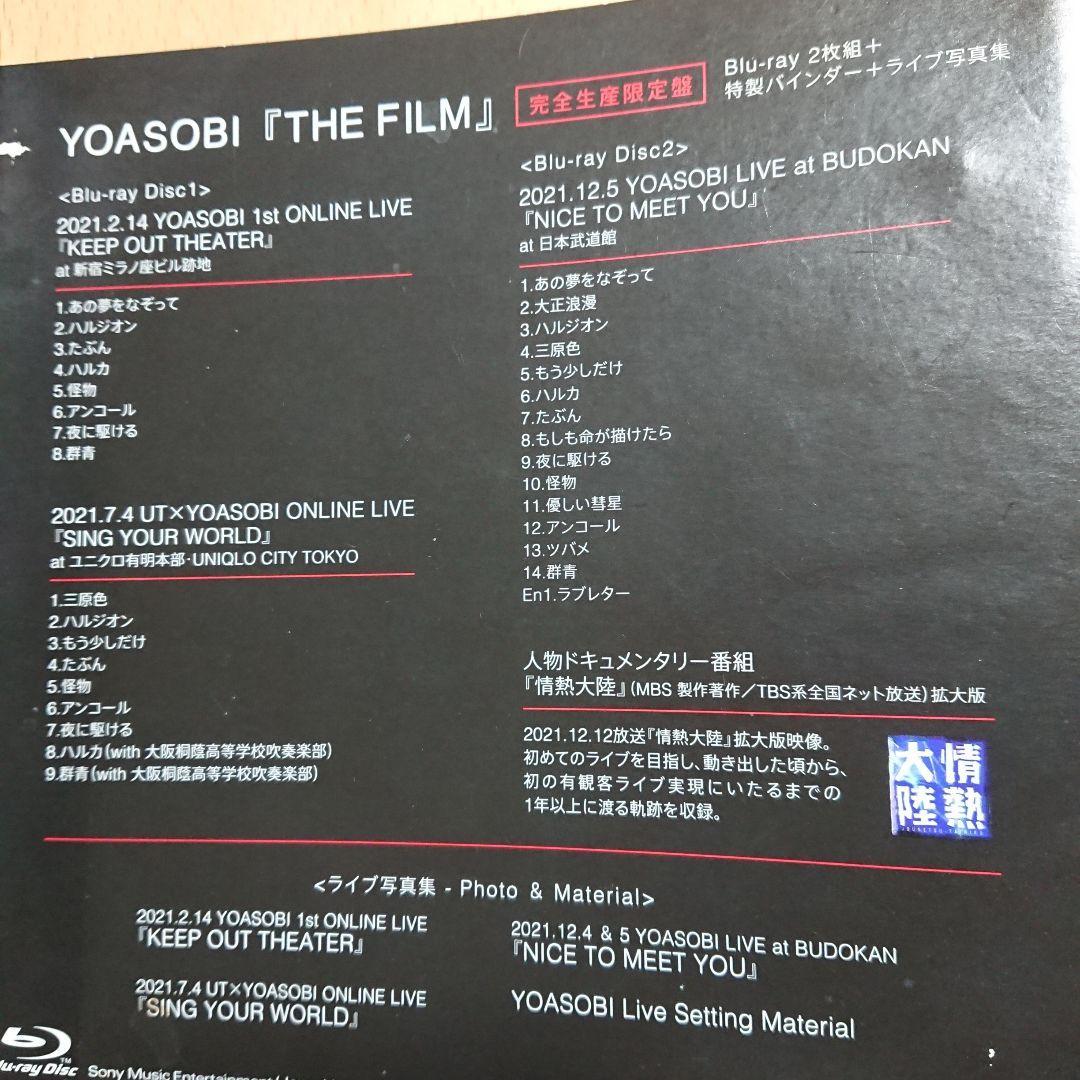 YOASOBI『THE FILM』
完全生産限定盤
Blu-ray 2枚組＋
特製バインダー＋ライブ写真集
<Blu-ray Disc1>
2021.2.14 YOASOBI 1st ONLINE LIVE
『KEEP OUT THEATER』
at 新宿ミラノ座ビル跡地
1.あの夢をなぞって
2.ハルジオン
3.たぶん
4.ハルカ
5.怪物
6.アンコール
7.夜に駆ける
8.群青
2021.7.4 UT×YOASOBI ONLINE LIVE
『SING YOUR WORLD』
at ユニクロ有明本部･UNIQLO CITY TOKYO
1.三原色
2.ハルジオン
3.もう少しだけ
4.たぶん
5.怪物
6.アンコール
7.夜に駆ける
8.ハルカ(with 大阪桐蔭高等学校吹奏楽部)
9.群青(with 大阪桐蔭高等学校吹奏楽部)
<Blu-ray Disc2>
2021.12.5 YOASOBI LIVE at BUDOKAN
『NICE TO MEET YOU』
at 日本武道館
1.あの夢をなぞって
2.大正浪漫
3.ハルジオン
4.三原色
5.もう少しだけ
6.ハルカ
7.たぶん
8.もしも命が描けたら
9.夜に駆ける
10.怪物
11.優しい彗星
12.アンコール
13.ツバメ
14.群青
En1.ラブレター
人物ドキュメンタリー番組
『情熱大陸』(MBS 製作著作／TBS系全国ネット放送) 拡大版
2021.12.12放送『情熱大陸』拡大版映像。
初めてのライブを目指し、動き出した頃から、
初の有観客ライブ実現にいたるまでの
1年以上に渡る軌跡を収録。
情熱
大陸
JOUNETSU-TAIRIKU
<ライブ写真集 - Photo & Material>
2021.2.14 YOASOBI 1st ONLINE LIVE
『KEEP OUT THEATER』
2021.7.4 UT×YOASOBI ONLINE LIVE
『SING YOUR WORLD』
2021.12.4 & 5 YOASOBI LIVE at BUDOKAN
『NICE TO MEET YOU』
YOASOBI Live Setting Material
Blu-ray Disc™
Sony Music Entertainment